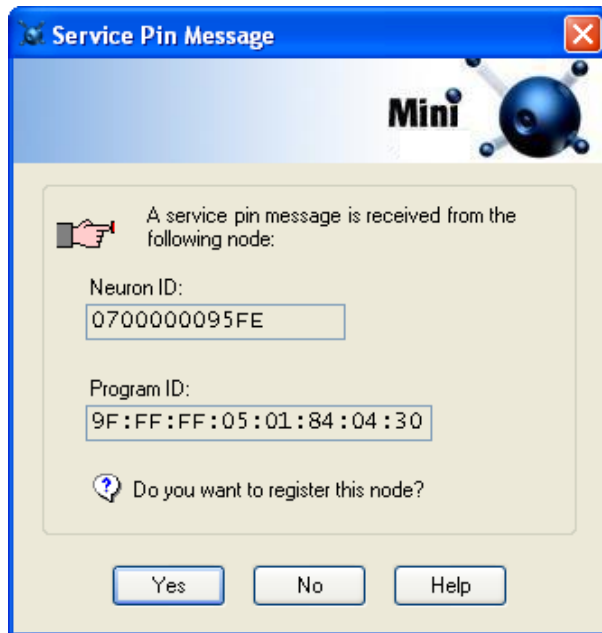 Service Pin Message
Mini
A service pin message is received from the
following node:
Neuron ID:
0700000095FE
Program ID:
9F:FF:FF:05:01:84:04:30
Do you want to register this node?
Yes
No
Help